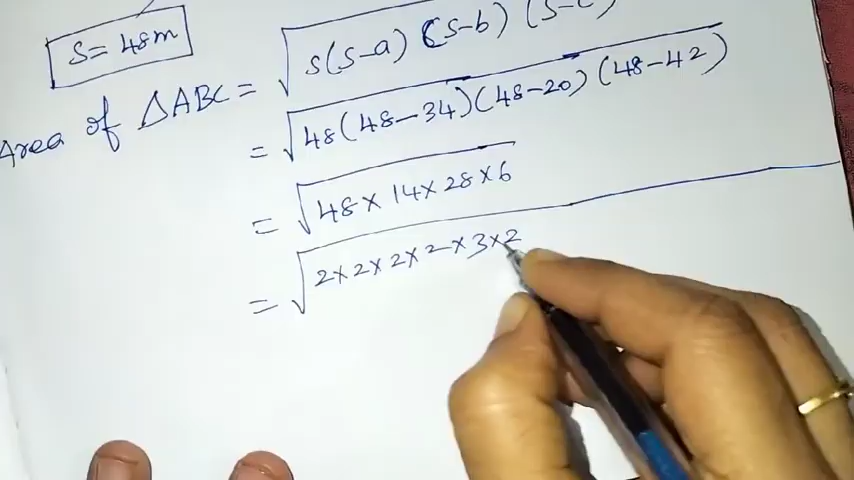 S = 48m
√s(s-a) (s-b) (s-c)
Area of △ABC =
= √48(48-34)(48-20)(48-42)
= √48 × 14 × 28 × 6
= √2×2×2×2×3×2